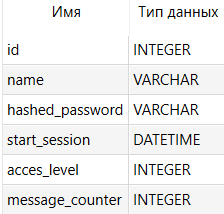 Имя Тип данных
id INTEGER
name VARCHAR
hashed_password VARCHAR
start_session DATETIME
acces_level INTEGER
message_counter INTEGER